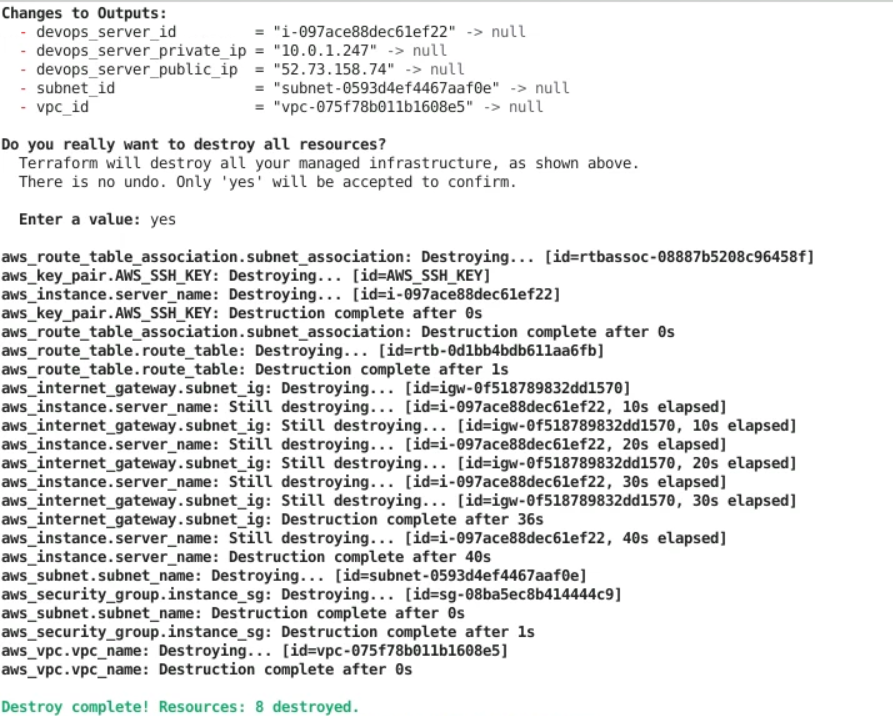 Changes to Outputs:
  - devops_server_id         = "i-097ace88dec61ef22" -> null
  - devops_server_private_ip = "10.0.1.247" -> null
  - devops_server_public_ip  = "52.73.158.74" -> null
  - subnet_id                = "subnet-0593d4ef4467aaf0e" -> null
  - vpc_id                   = "vpc-075f78b011b1608e5" -> null
Do you really want to destroy all resources?
  Terraform will destroy all your managed infrastructure, as shown above.
  There is no undo. Only 'yes' will be accepted to confirm.
  Enter a value: yes
aws_route_table_association.subnet_association: Destroying... [id=rtbassoc-08887b5208c96458f]
aws_key_pair.AWS_SSH_KEY: Destroying... [id=AWS_SSH_KEY]
aws_instance.server_name: Destroying... [id=i-097ace88dec61ef22]
aws_key_pair.AWS_SSH_KEY: Destruction complete after 0s
aws_route_table_association.subnet_association: Destruction complete after 0s
aws_route_table.route_table: Destroying... [id=rtb-0d1bb4bdb611aa6fb]
aws_route_table.route_table: Destruction complete after 1s
aws_internet_gateway.subnet_ig: Destroying... [id=igw-0f518789832dd1570]
aws_instance.server_name: Still destroying... [id=i-097ace88dec61ef22, 10s elapsed]
aws_internet_gateway.subnet_ig: Still destroying... [id=igw-0f518789832dd1570, 10s elapsed]
aws_instance.server_name: Still destroying... [id=i-097ace88dec61ef22, 20s elapsed]
aws_internet_gateway.subnet_ig: Still destroying... [id=igw-0f518789832dd1570, 20s elapsed]
aws_instance.server_name: Still destroying... [id=i-097ace88dec61ef22, 30s elapsed]
aws_internet_gateway.subnet_ig: Still destroying... [id=igw-0f518789832dd1570, 30s elapsed]
aws_internet_gateway.subnet_ig: Destruction complete after 36s
aws_instance.server_name: Still destroying... [id=i-097ace88dec61ef22, 40s elapsed]
aws_instance.server_name: Destruction complete after 40s
aws_subnet.subnet_name: Destroying... [id=subnet-0593d4ef4467aaf0e]
aws_security_group.instance_sg: Destroying... [id=sg-08ba5ec8b414444c9]
aws_subnet.subnet_name: Destruction complete after 0s
aws_security_group.instance_sg: Destruction complete after 1s
aws_vpc.vpc_name: Destroying... [id=vpc-075f78b011b1608e5]
aws_vpc.vpc_name: Destruction complete after 0s
Destroy complete! Resources: 8 destroyed.